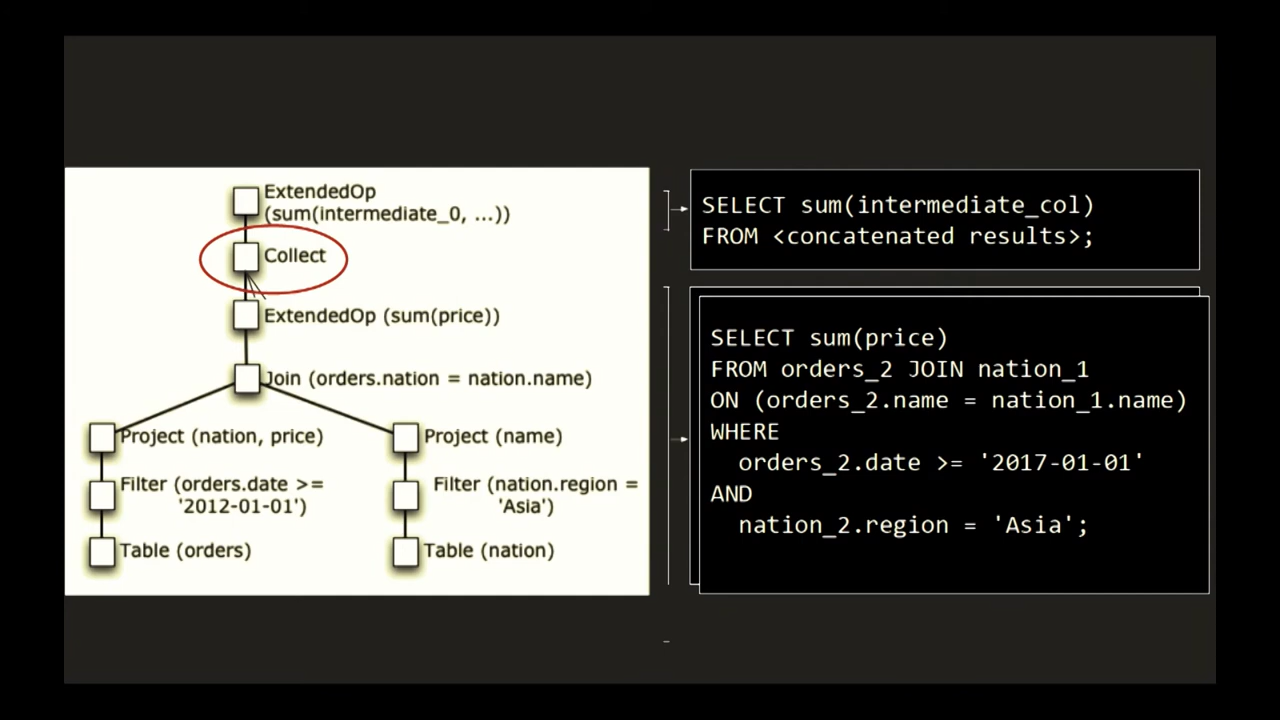 ExtendedOp
(sum(intermediate_0, ...))
Collect
ExtendedOp (sum(price))
Join (orders.nation = nation.name)
Project (nation, price)
Project (name)
Filter (orders.date >=
'2012-01-01')
Filter (nation.region =
'Asia')
Table (orders)
Table (nation)
SELECT sum(intermediate_col)
FROM <concatenated results>;
SELECT sum(price)
FROM orders_2 JOIN nation_1
ON (orders_2.name = nation_1.name)
WHERE
orders_2.date >= '2017-01-01'
AND
nation_2.region = 'Asia';